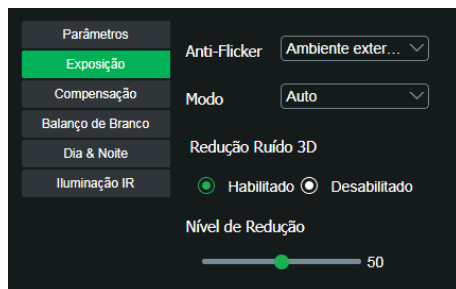 Parâmetros
Exposição
Compensação
Balanço de Branco
Dia & Noite
Iluminação IR
Anti-Flicker Ambiente exter...
Modo Auto
Redução Ruído 3D
Habilitado Desabilitado
Nível de Redução
50